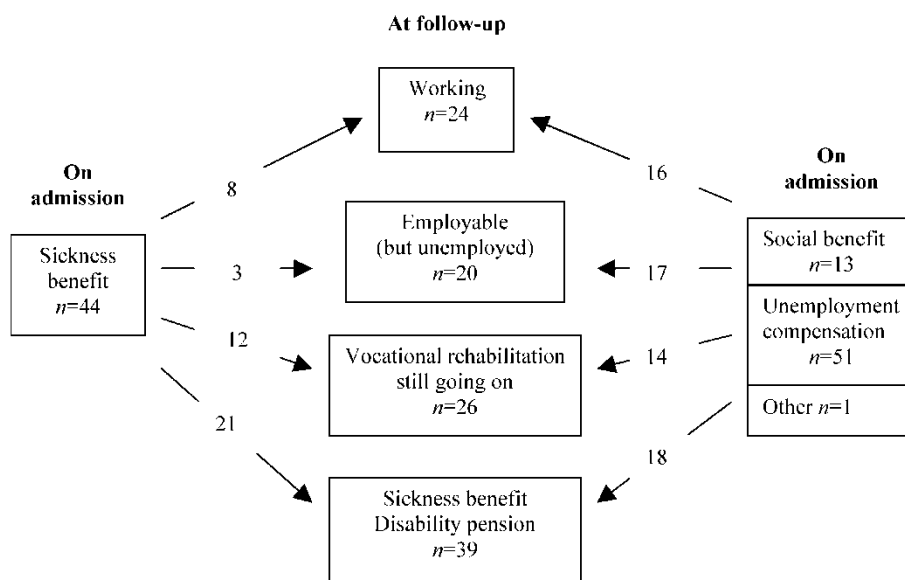 At follow-up
Working
n=24
On
admission
8
16
On
admission
Sickness
benefit
n=44
Employable
(but unemployed)
n=20
Social benefit
n=13
3
17
Unemployment
compensation
n=51
12
Vocational rehabilitation
still going on
n=26
14
Other n=1
21
18
Sickness benefit
Disability pension
n=39